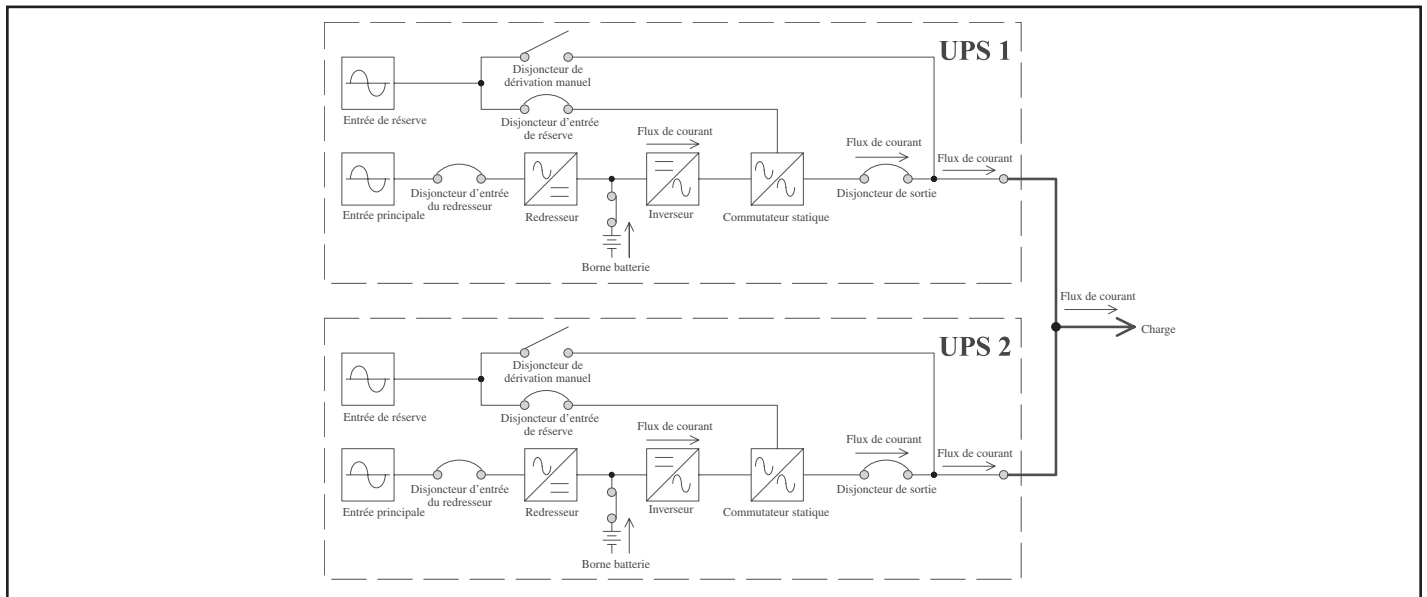 UPS 1
Disjoncteur de
dérivation manuel
Entrée de réserve
Disjoncteur d'entrée
de réserve
Flux de courant
Flux de courant
Flux de courant
Entrée principale
Disjoncteur d'entrée
du redresseur
Redresseur
Inverseur
Commutateur statique
Disjoncteur de sortie
Borne batterie
Flux de courant
Charge
UPS 2
Disjoncteur de
dérivation manuel
Entrée de réserve
Disjoncteur d'entrée
de réserve
Flux de courant
Flux de courant
Flux de courant
Entrée principale
Disjoncteur d'entrée
du redresseur
Redresseur
Inverseur
Commutateur statique
Disjoncteur de sortie
Borne batterie